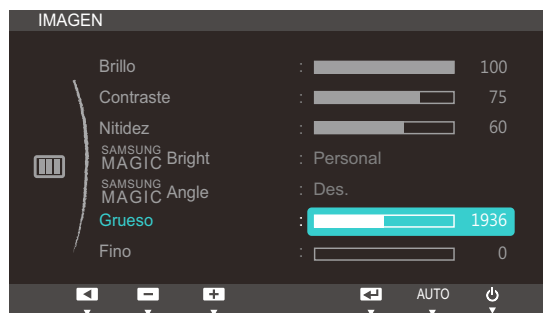 IMAGEN
Brillo : 100
Contraste : 75
Nitidez : 60
SAMSUNG MAGIC Bright : Personal
SAMSUNG MAGIC Angle : Des.
Grueso : 1936
Fino : 0
AUTO